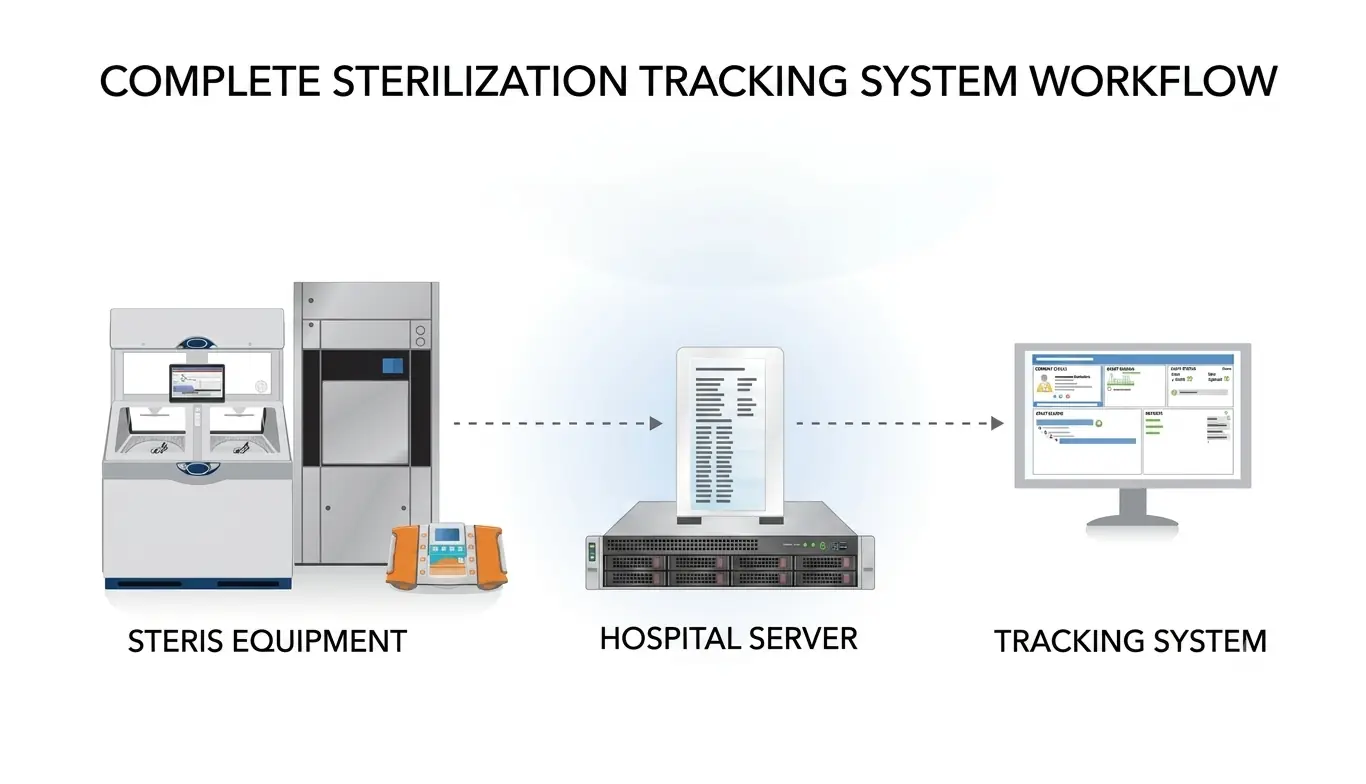 COMPLETE STERILIZATION TRACKING SYSTEM WORKFLOW
STERIS EQUIPMENT
HOSPITAL SERVER
TRACKING SYSTEM